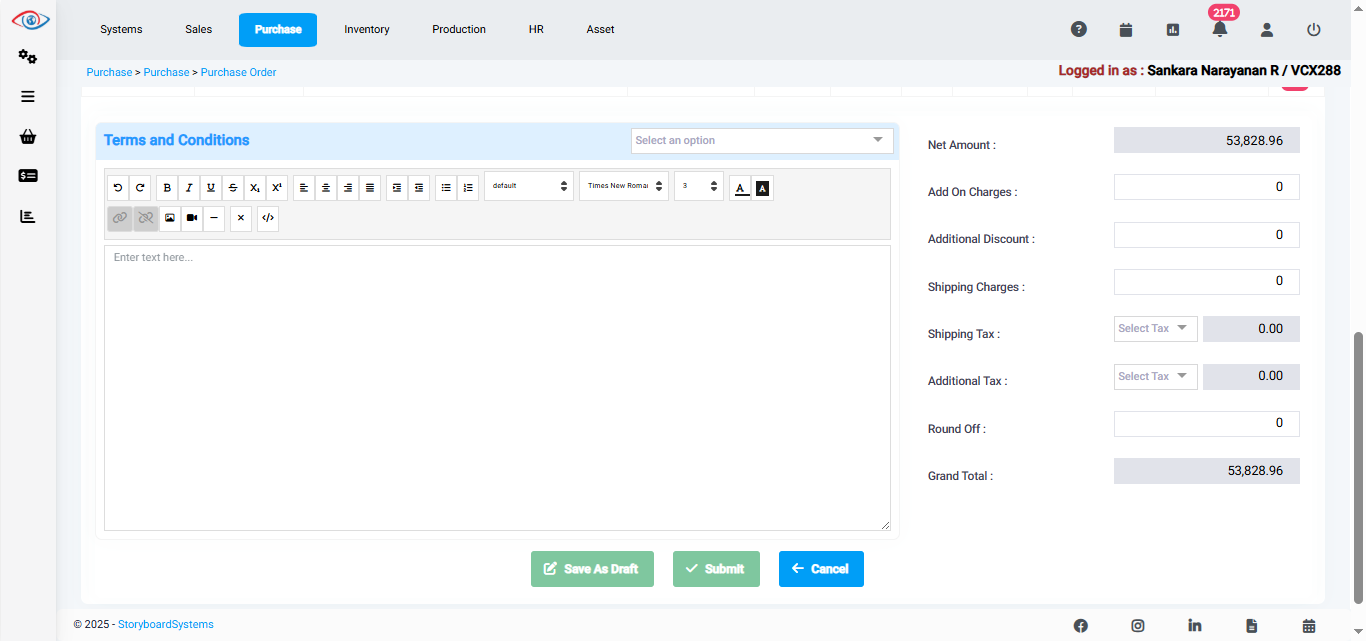 2171
Systems Sales Purchase Inventory Production HR Asset
Purchase > Purchase > Purchase Order
Logged in as : Sankara Narayanan R / VCX288
Terms and Conditions
Select an option
default
Times New Roma
3
Enter text here...
Net Amount : 53,828.96
Add On Charges : 0
Additional Discount : 0
Shipping Charges : 0
Shipping Tax : Select Tax 0.00
Additional Tax : Select Tax 0.00
Round Off : 0
Grand Total : 53,828.96
Save As Draft
Submit
Cancel
© 2025 - StoryboardSystems